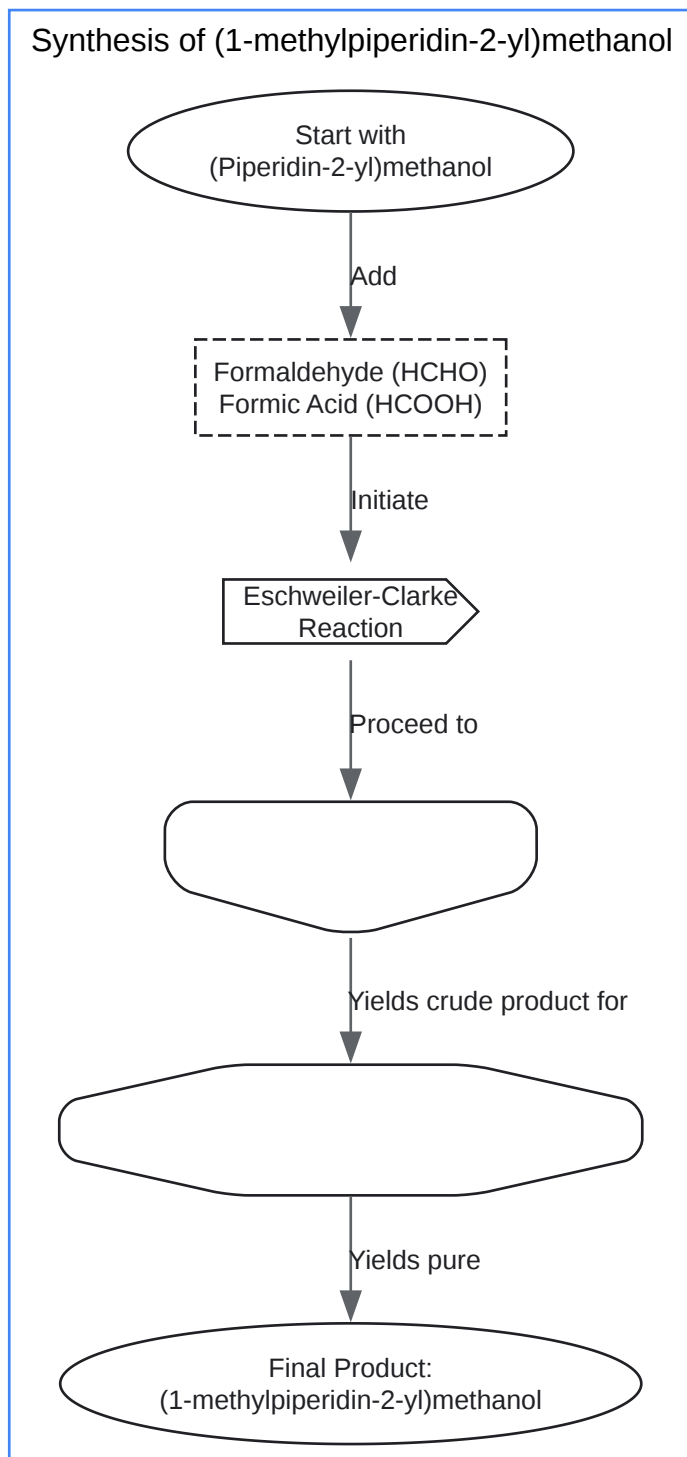 Synthesis of (1-methylpiperidin-2-yl)methanol
Start with
(Piperidin-2-yl)methanol
Add
Formaldehyde (HCHO)
Formic Acid (HCOOH)
Initiate
Eschweiler-Clarke
Reaction
Proceed to
Yields crude product for
Yields pure
Final Product:
(1-methylpiperidin-2-yl)methanol